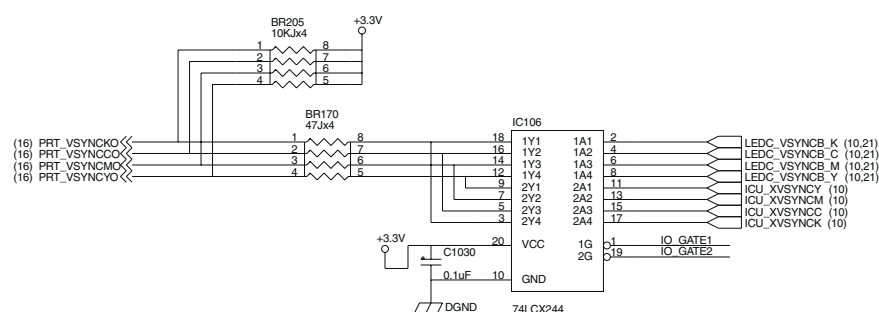 BR205
10KJx4
+3.3V
1 8
2 7
3 6
4 5
BR170
47Jx4
IC106
(16) PRT_VSYNCKO 1 8 18 1Y1 1A1 2 LEDC_VSYNCB_K (10,21)
(16) PRT_VSYNCCO 2 7 16 1Y2 1A2 4 LEDC_VSYNCB_C (10,21)
(16) PRT_VSYNCMO 3 6 14 1Y3 1A3 6 LEDC_VSYNCB_M (10,21)
(16) PRT_VSYNCYO 4 5 12 1Y4 1A4 8 LEDC_VSYNCB_Y (10,21)
9 2Y1 2A1 11 ICU_XVSYNCY (10)
7 2Y2 2A2 13 ICU_XVSYNCM (10)
5 2Y3 2A3 15 ICU_XVSYNCC (10)
3 2Y4 2A4 17 ICU_XVSYNCK (10)
+3.3V 20 VCC 1G 1 IO_GATE1
C1030 2G 19 IO_GATE2
0.1uF 10 GND
DGND
74LCX244